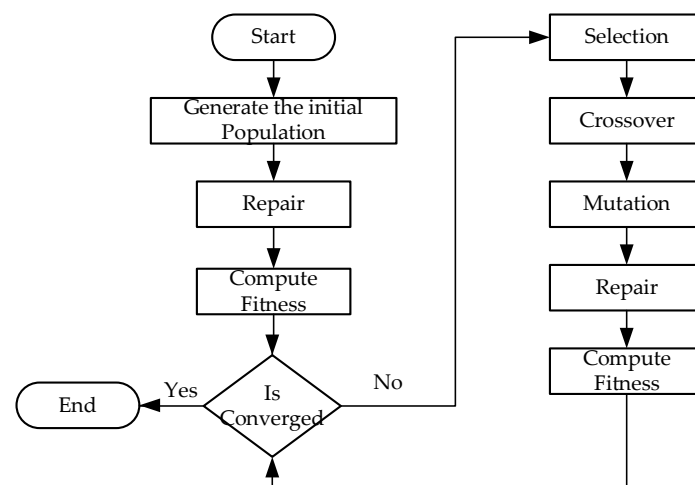 Start
Generate the initial
Population
Repair
Compute
Fitness
Is
Converged
Yes
End
No
Selection
Crossover
Mutation
Repair
Compute
Fitness